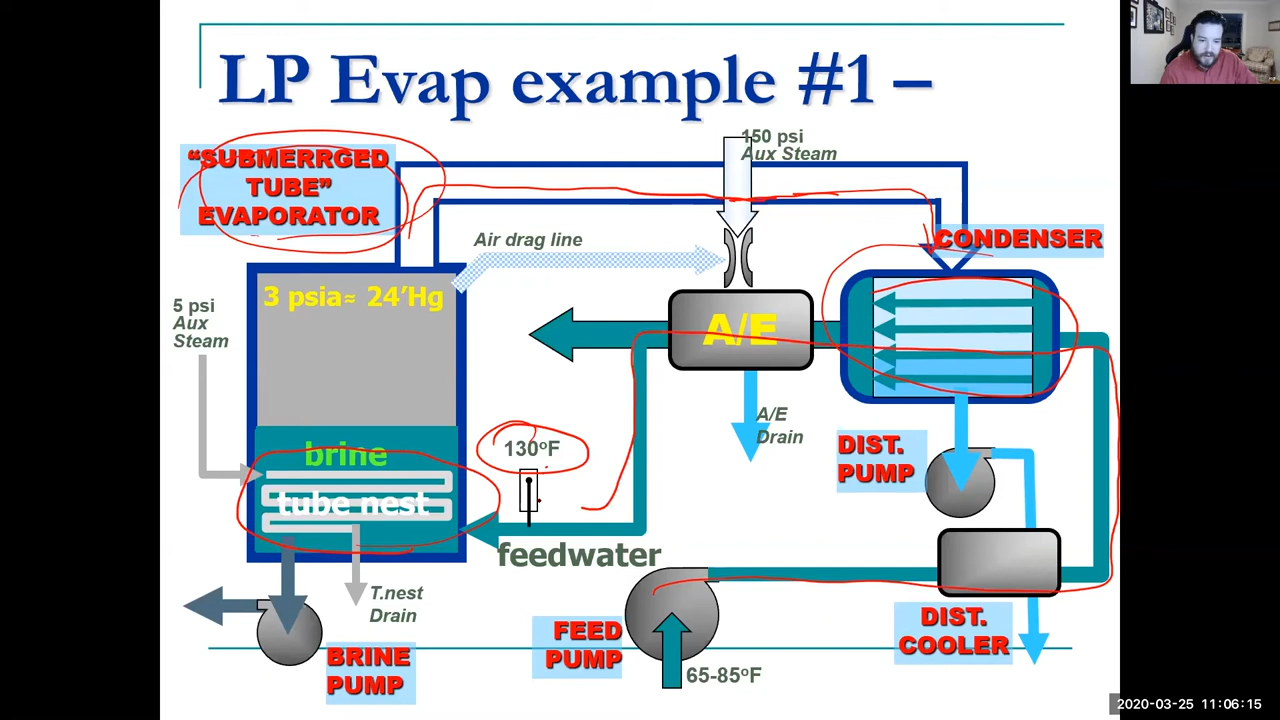 LP Evap example #1 –
“SUBMERRGED
TUBE”
EVAPORATOR
150 psi
Aux Steam
Air drag line
CONDENSER
3 psia≈ 24’Hg
5 psi
Aux
Steam
A/E
A/E
Drain
130°F
DIST.
PUMP
brine
tube nest
feedwater
T.nest
Drain
FEED
PUMP
DIST.
COOLER
BRINE
PUMP
65-85°F
2020-03-25 11:06:15